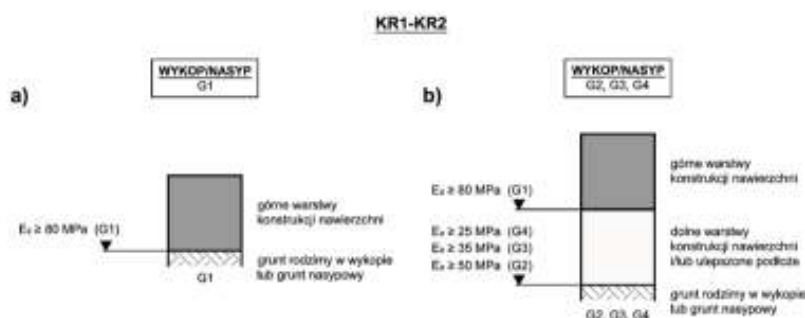 KR1-KR2
WYKOP/NASYP
G1
a)
E₂ ≥ 80 MPa (G1)
górne warstwy
konstrukcji nawierzchni
grunt rodzimy w wykopie
lub grunt nasypowy
G1
WYKOP/NASYP
G2, G3, G4
b)
E₂ ≥ 80 MPa (G1)
E₂ ≥ 25 MPa (G4)
E₂ ≥ 35 MPa (G3)
E₂ ≥ 50 MPa (G2)
górne warstwy
konstrukcji nawierzchni
dolne warstwy
konstrukcji nawierzchni
i/lub ulepszone podłoże
grunt rodzimy w wykopie
lub grunt nasypowy
G2, G3, G4